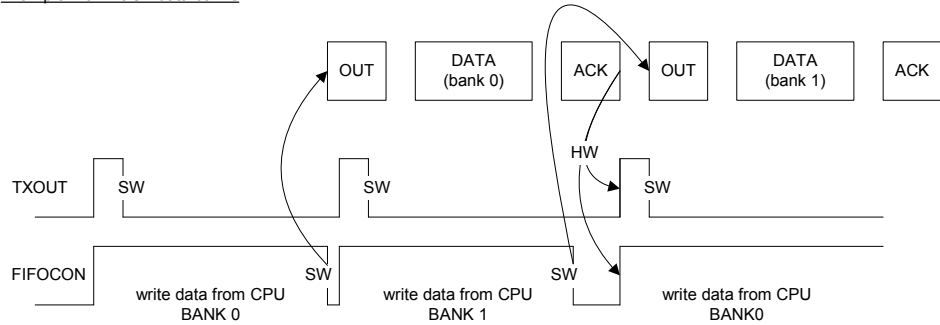 OUT DATA (bank 0) ACK OUT DATA (bank 1) ACK
HW
TXOUT SW SW SW
FIFOCON SW SW
write data from CPU BANK 0 write data from CPU BANK 1 write data from CPU BANK0